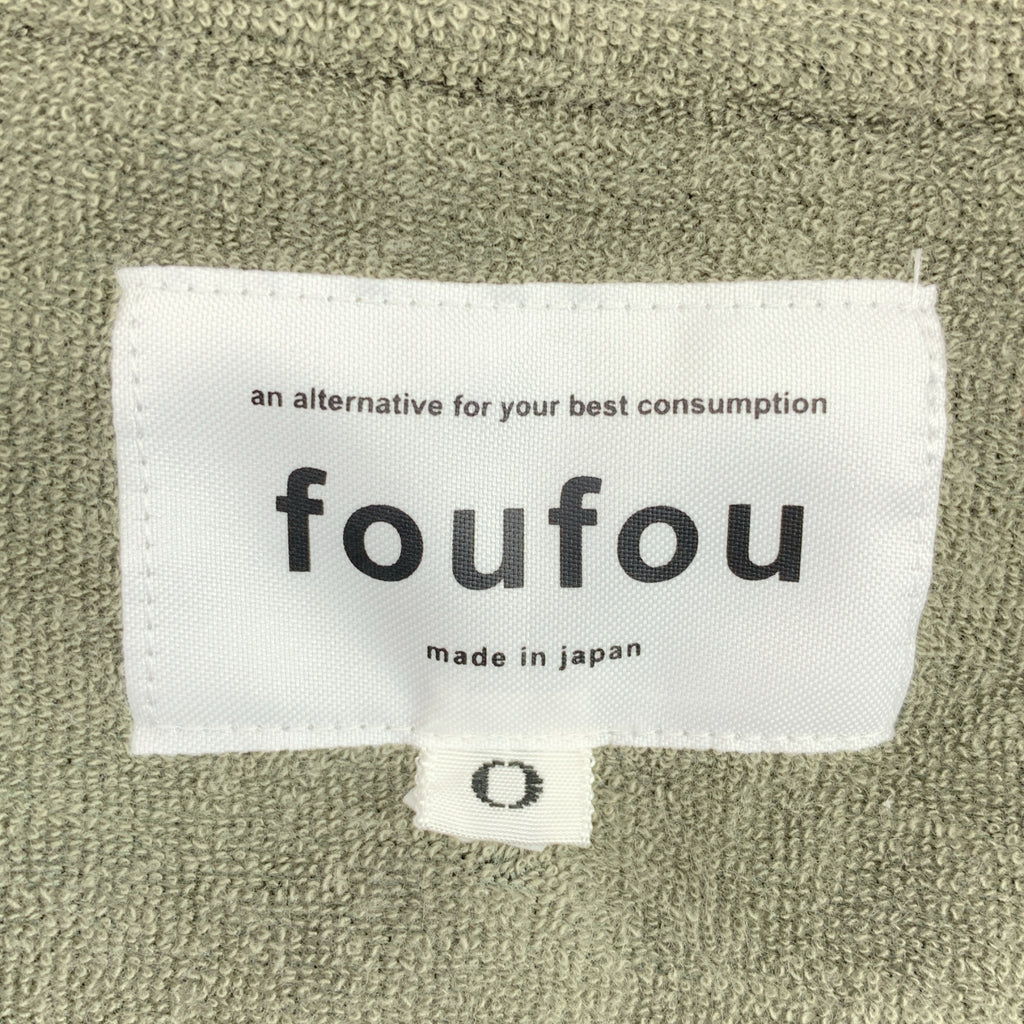 an alternative for your best consumption
foufou
made in japan
0